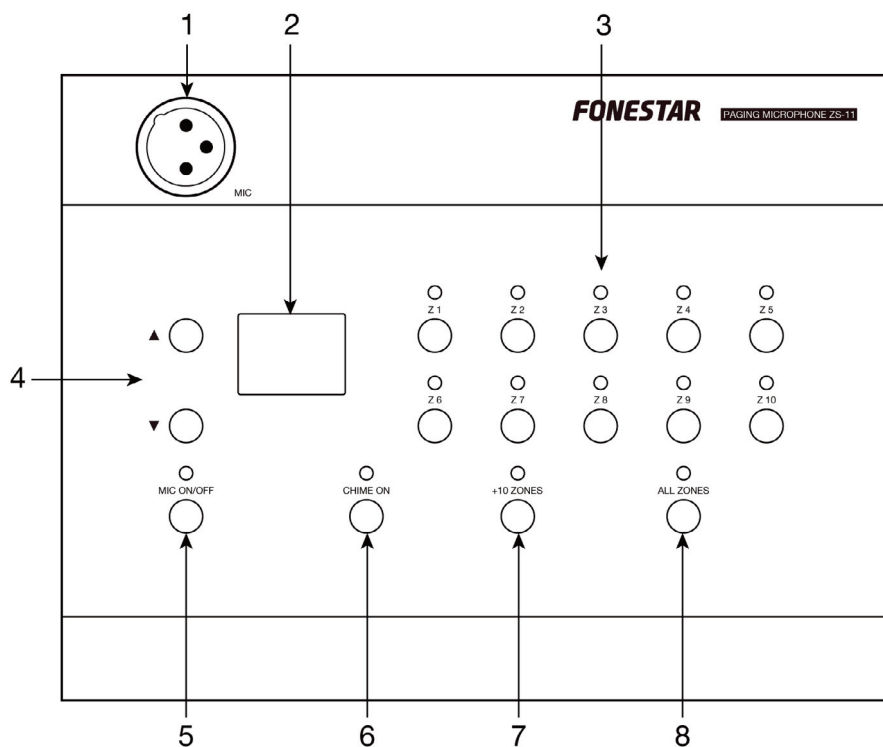 1 2 3
FONESTAR PAGING MICROPHONE ZS-11
MIC
Z 1 Z 2 Z 3 Z 4 Z 5
▲
4
Z 6 Z 7 Z 8 Z 9 Z 10
▼
MIC ON/OFF CHIME ON +10 ZONES ALL ZONES
5 6 7 8